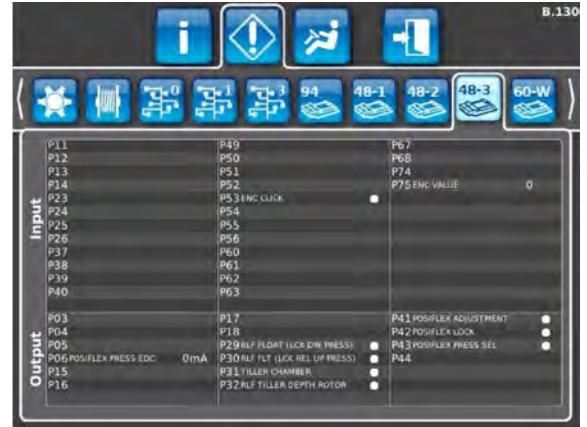 B.130
i
0
1
3
94
48-1
48-2
48-3
60-W
Input
P11
P12
P13
P14
P23
P24
P25
P26
P37
P38
P39
P40
P49
P50
P51
P52
P53 ENC CLICK
P54
P55
P56
P60
P61
P62
P63
P67
P68
P74
P75 ENC VALUE 0
Output
P03
P04
P05
P06 POSIFLEX PRESS EDC 0mA
P15
P16
P17
P18
P29 RLF FLOAT (LCK DW PRESS)
P30 RLF FLT (LCK REL UP PRESS)
P31 TILLER CHAMBER
P32 RLF TILLER DEPTH ROTOR
P41 POSIFLEX ADJUSTMENT
P42 POSIFLEX LOCK
P43 POSIFLEX PRESS SEL
P44